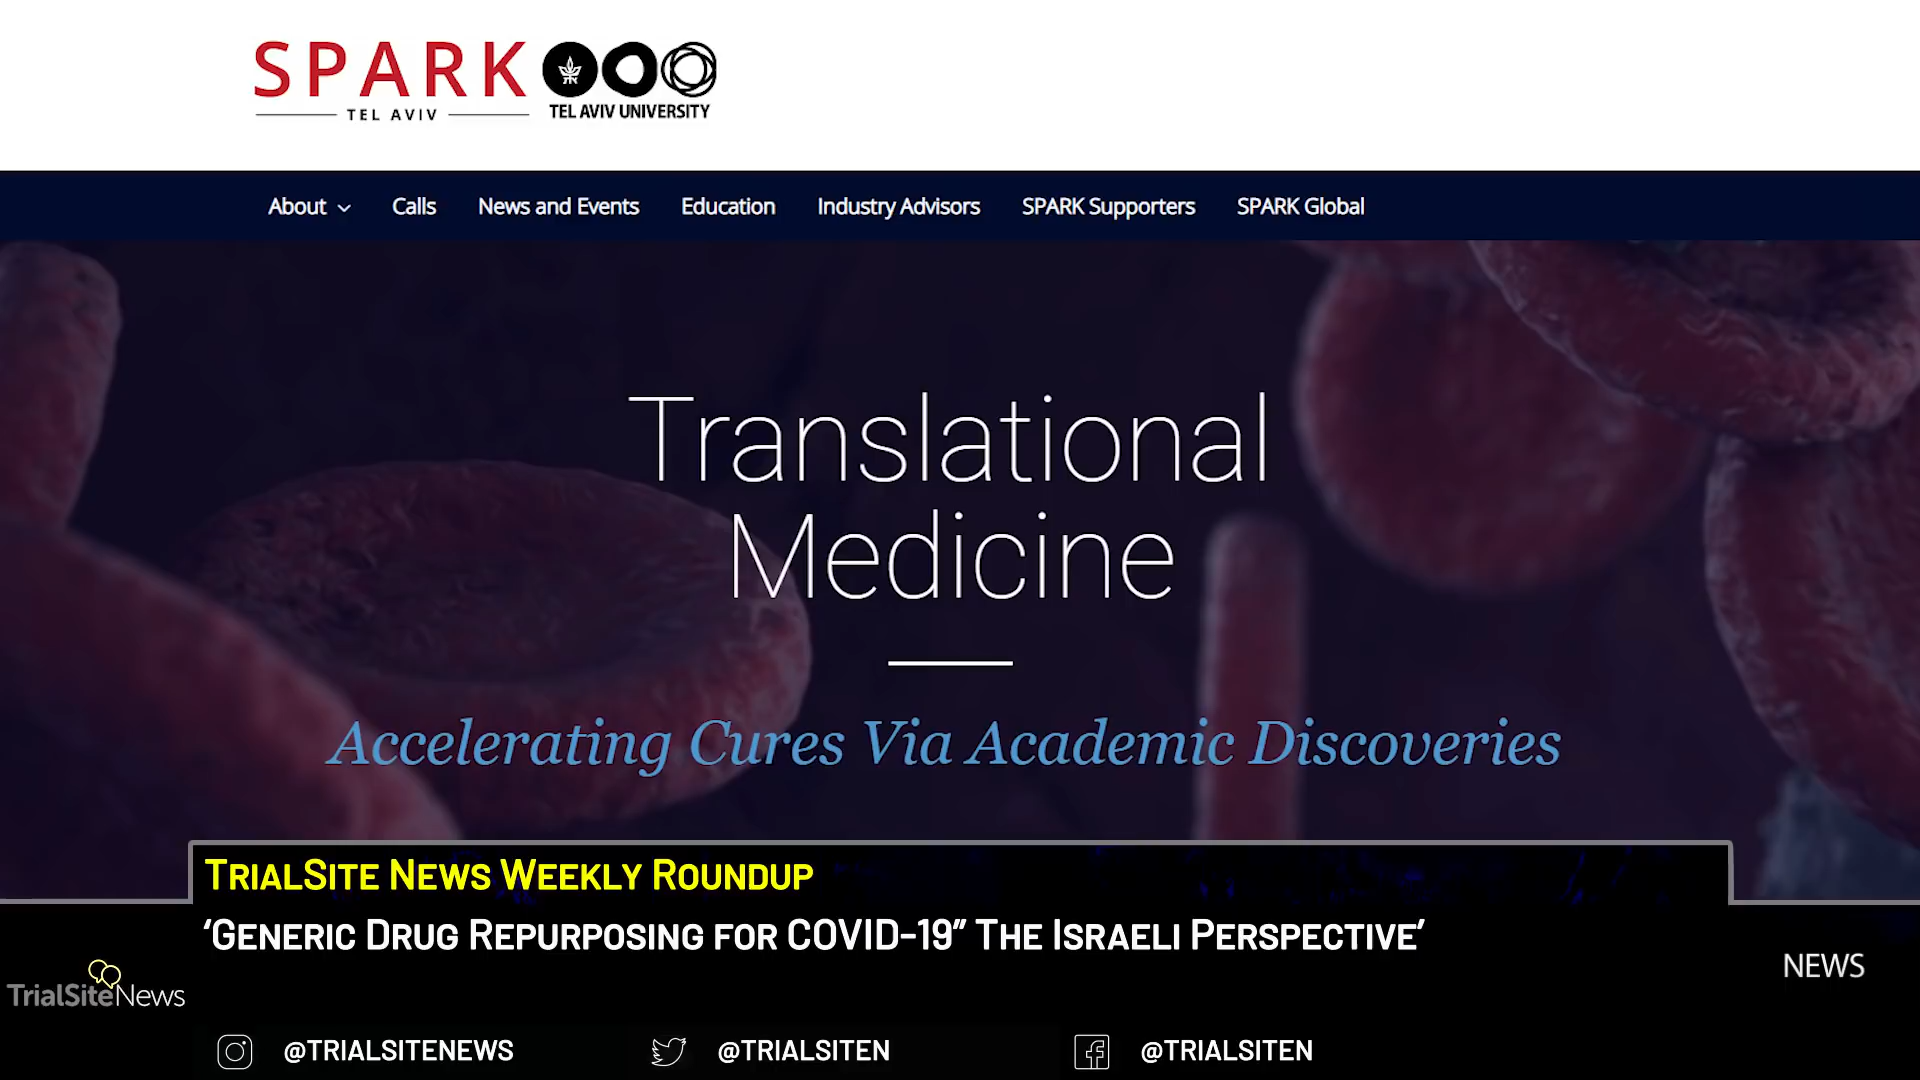 SPARK
TEL AVIV
TEL AVIV UNIVERSITY
About Calls News and Events Education Industry Advisors SPARK Supporters SPARK Global
Translational
Medicine
Accelerating Cures Via Academic Discoveries
TrialSite News Weekly Roundup
‘Generic Drug Repurposing for COVID-19” The Israeli Perspective’
TrialSiteNews
NEWS
@TRIALSITENEWS @TRIALSITEN @TRIALSITEN